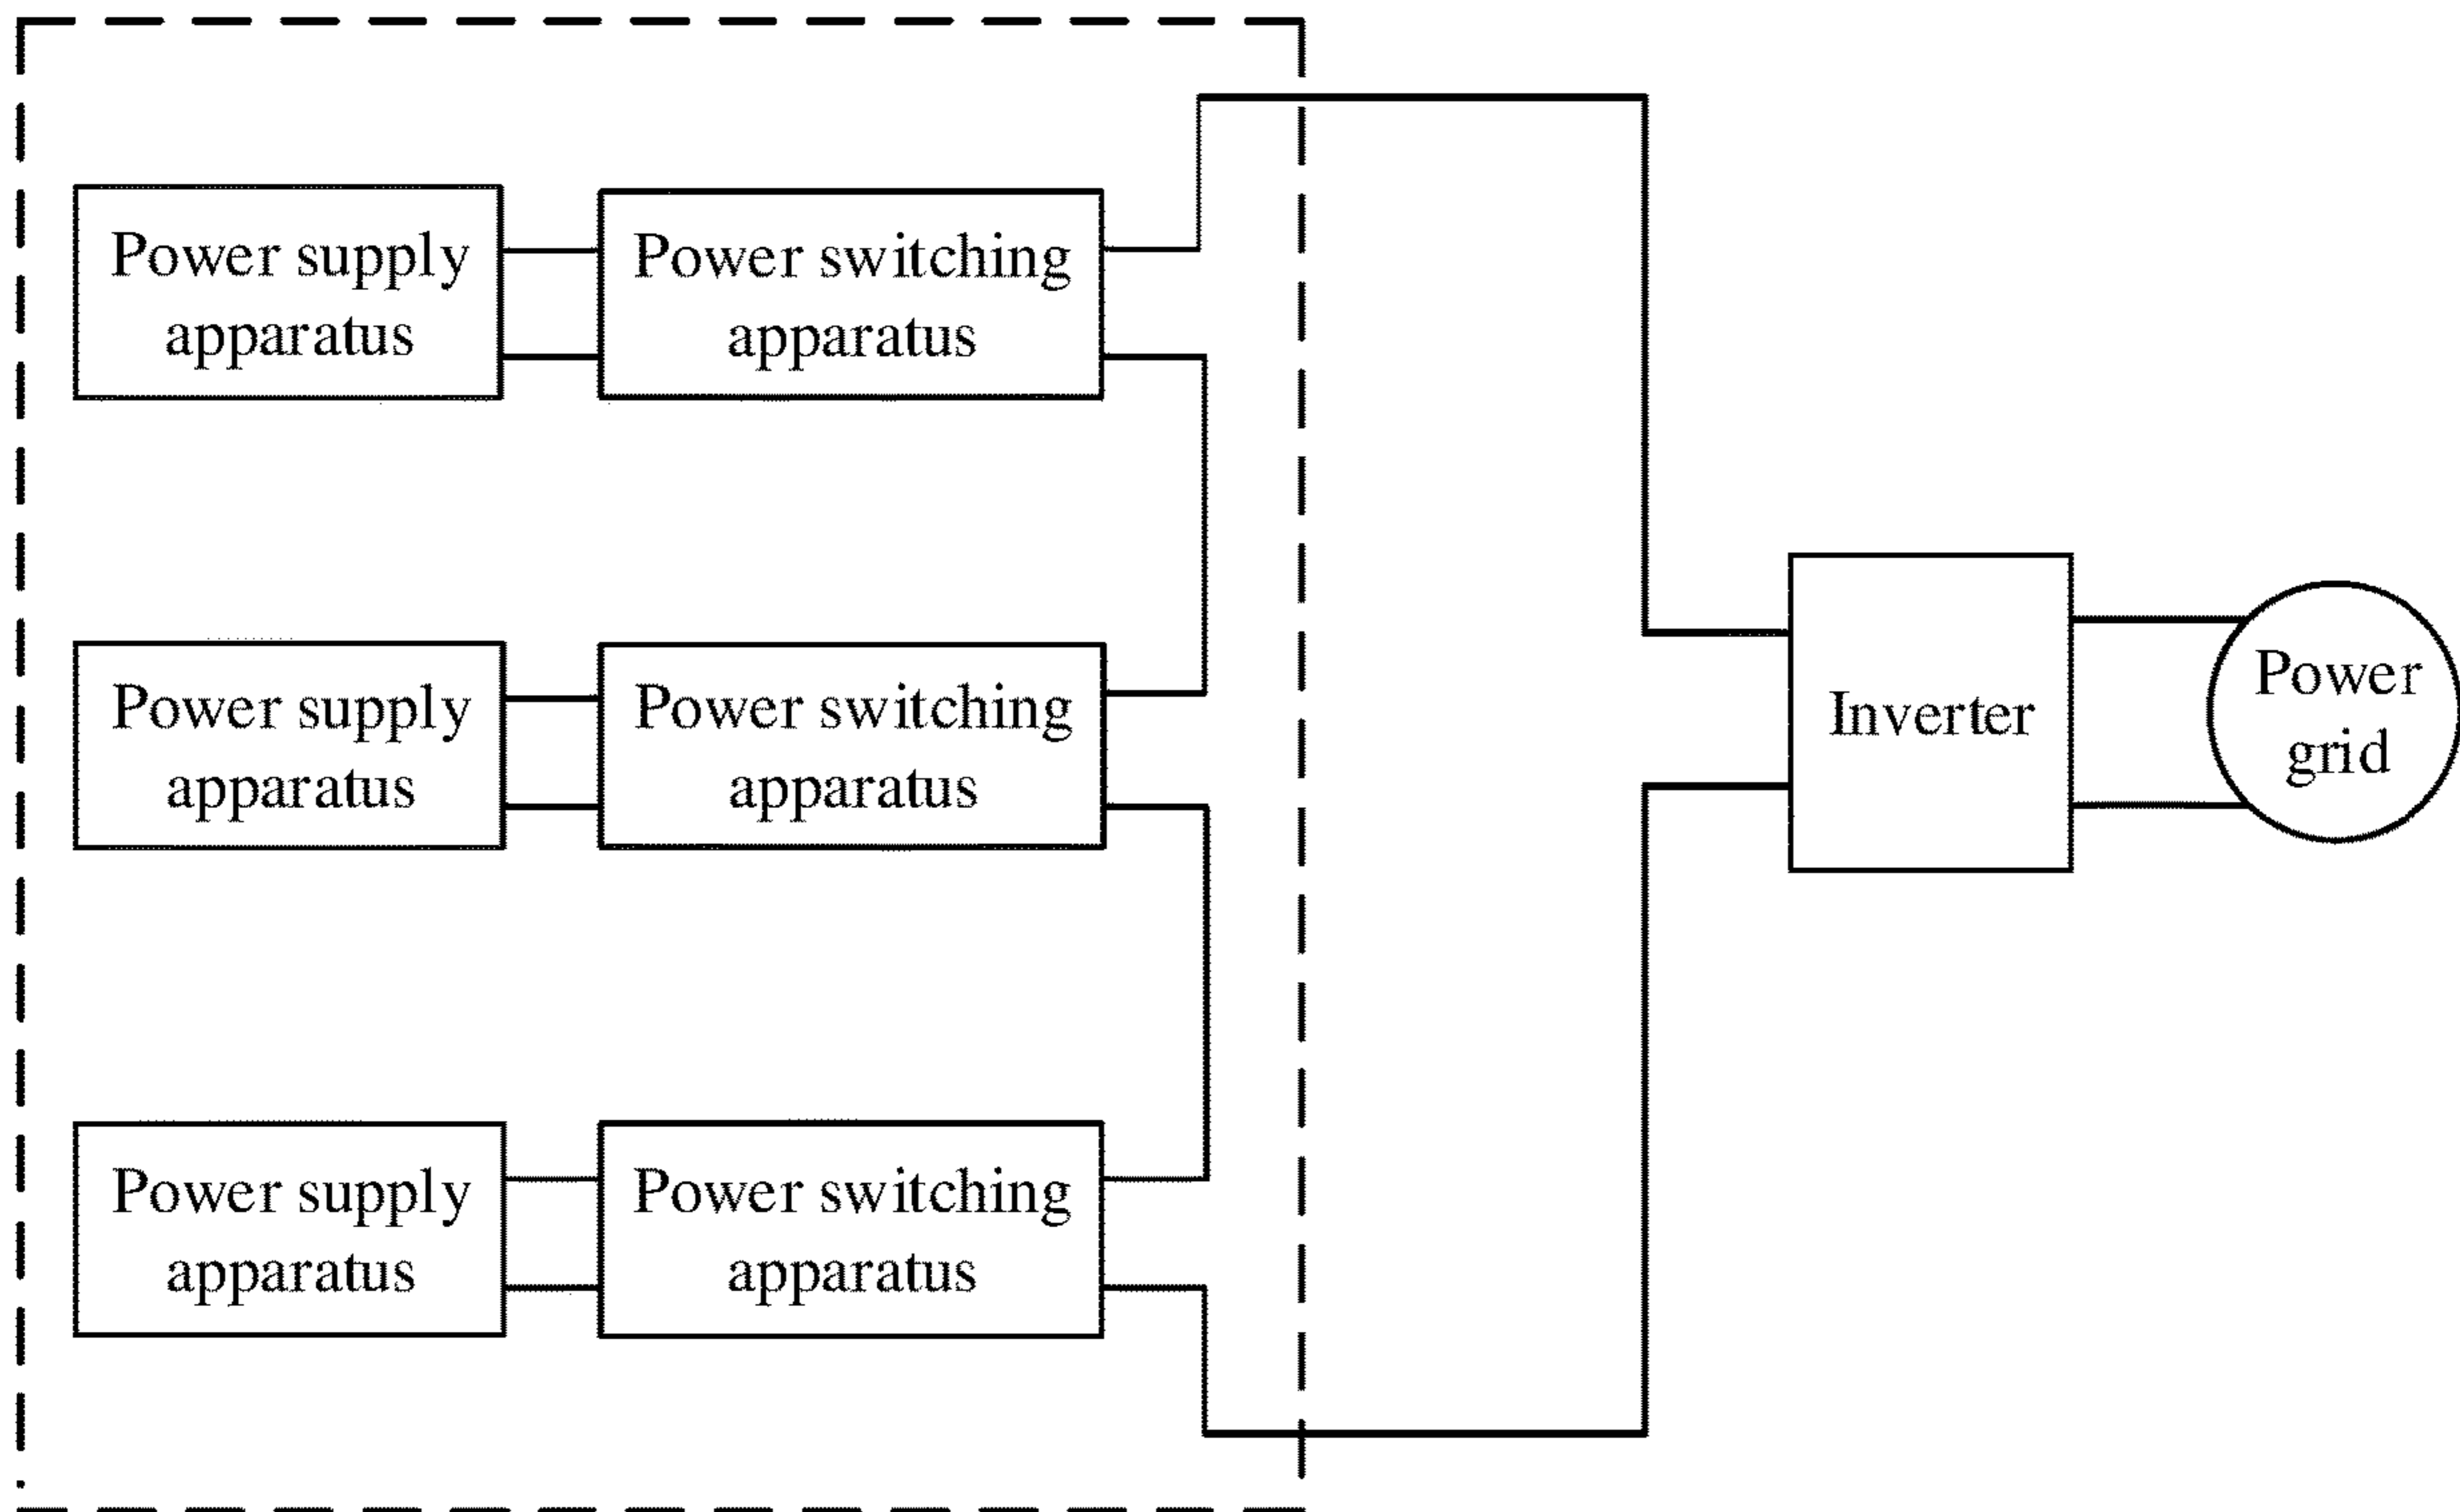 Power supply
apparatus
Power switching
apparatus
Power supply
apparatus
Power switching
apparatus
Inverter
Power
grid
Power supply
apparatus
Power switching
apparatus